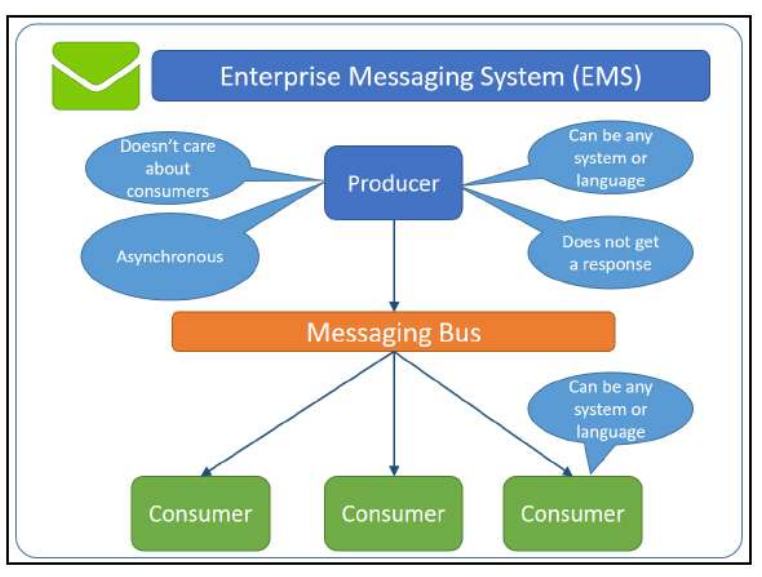 Enterprise Messaging System (EMS)
Doesn't care
about
consumers
Producer
Can be any
system or
language
Asynchronous
Does not get
a response
Messaging Bus
Can be any
system or
language
Consumer
Consumer
Consumer